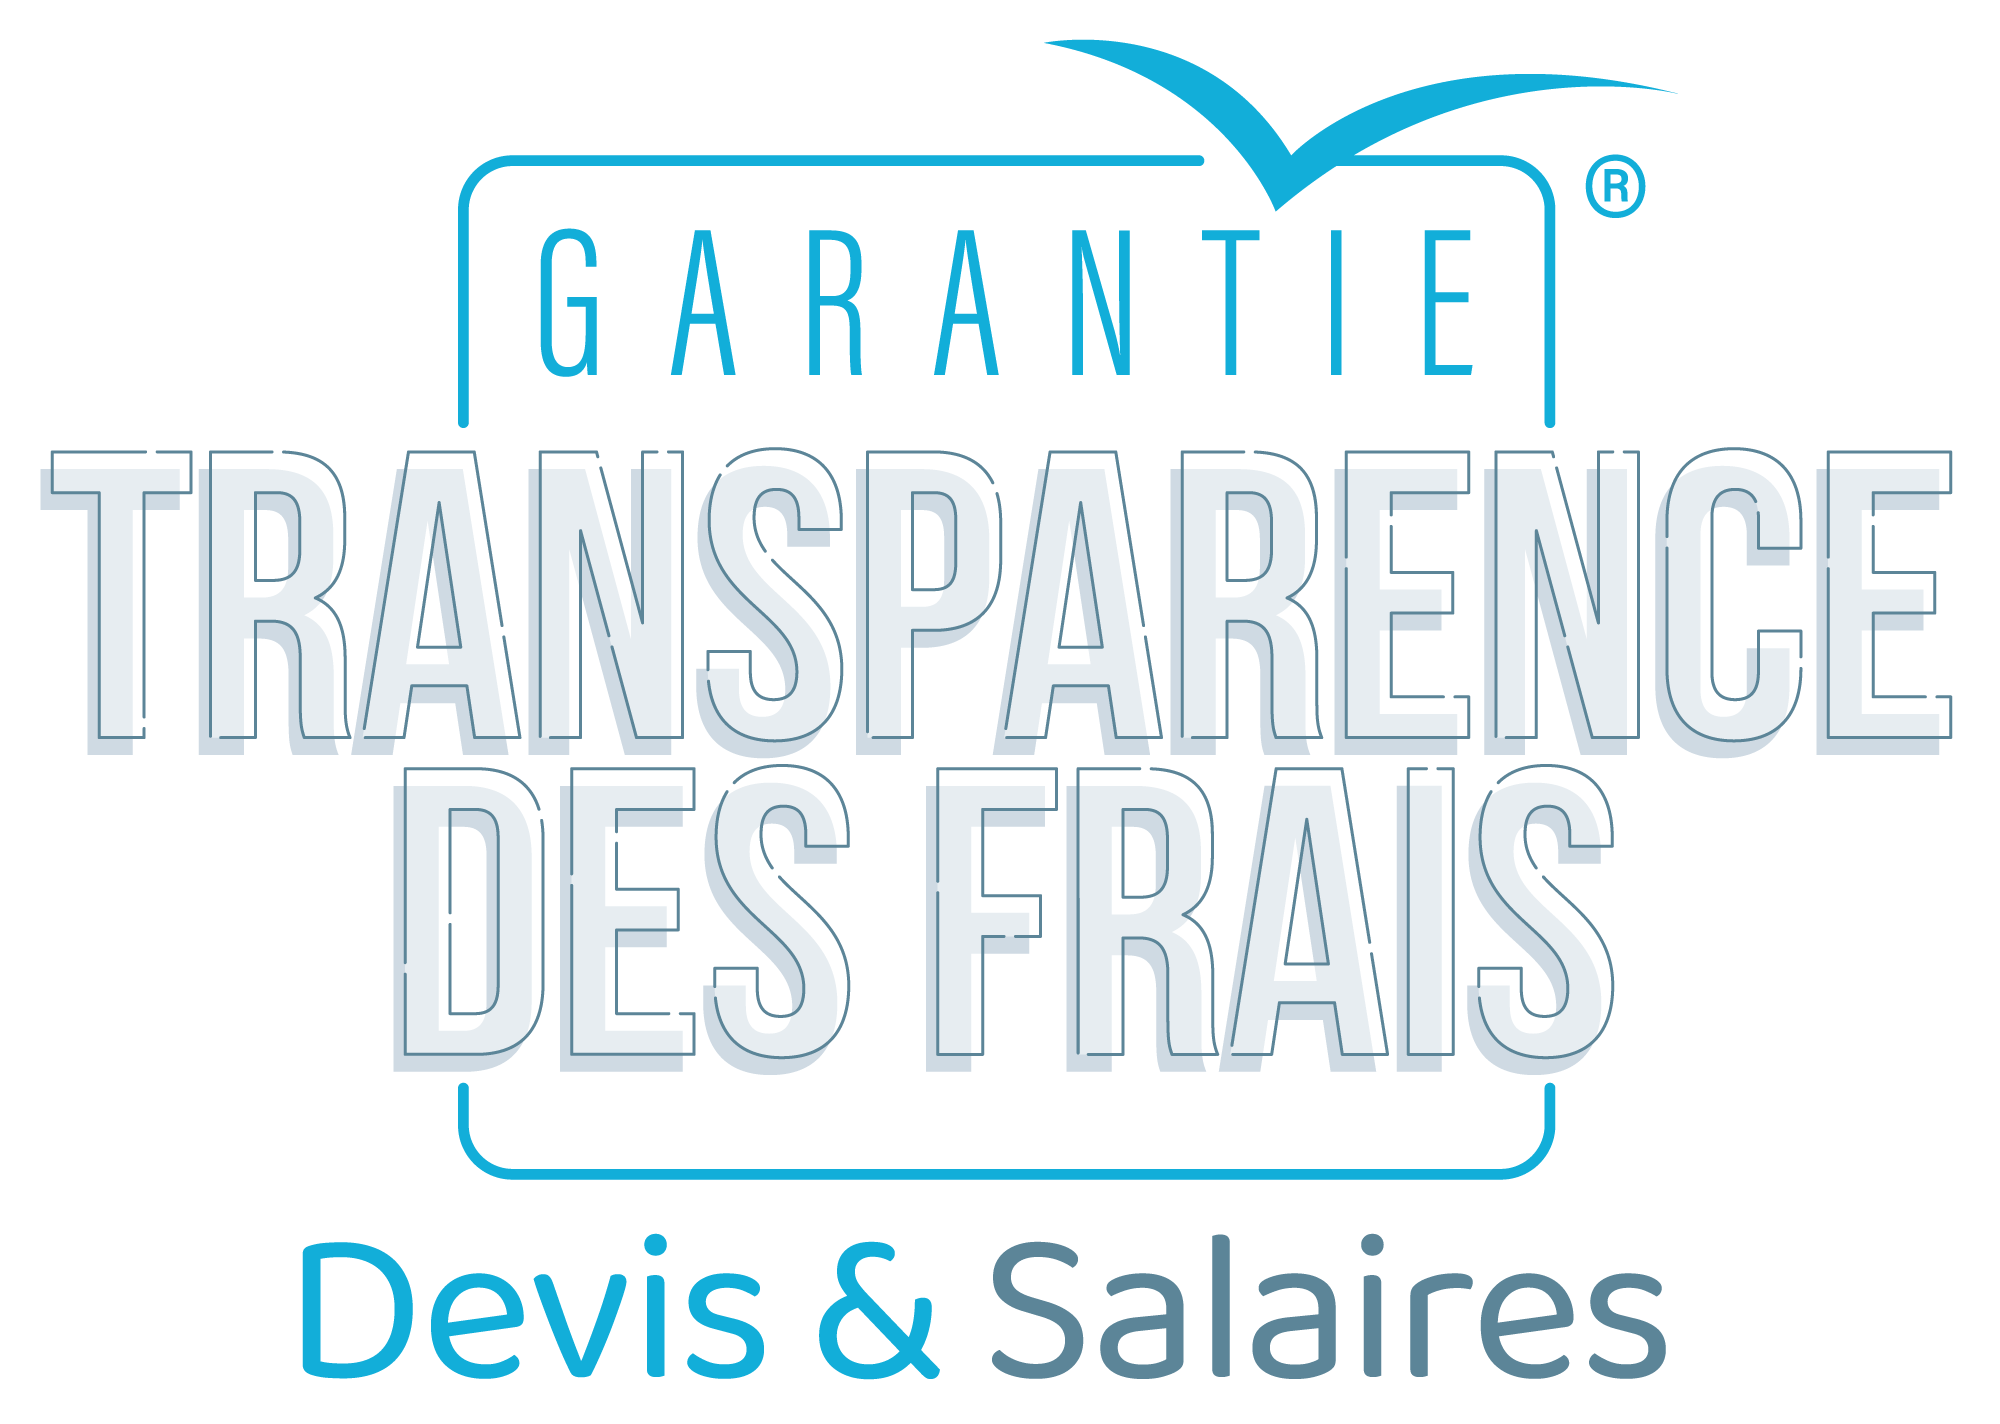 GARANTIE
®
TRANSPARENCE
DES FRAIS
Devis & Salaires